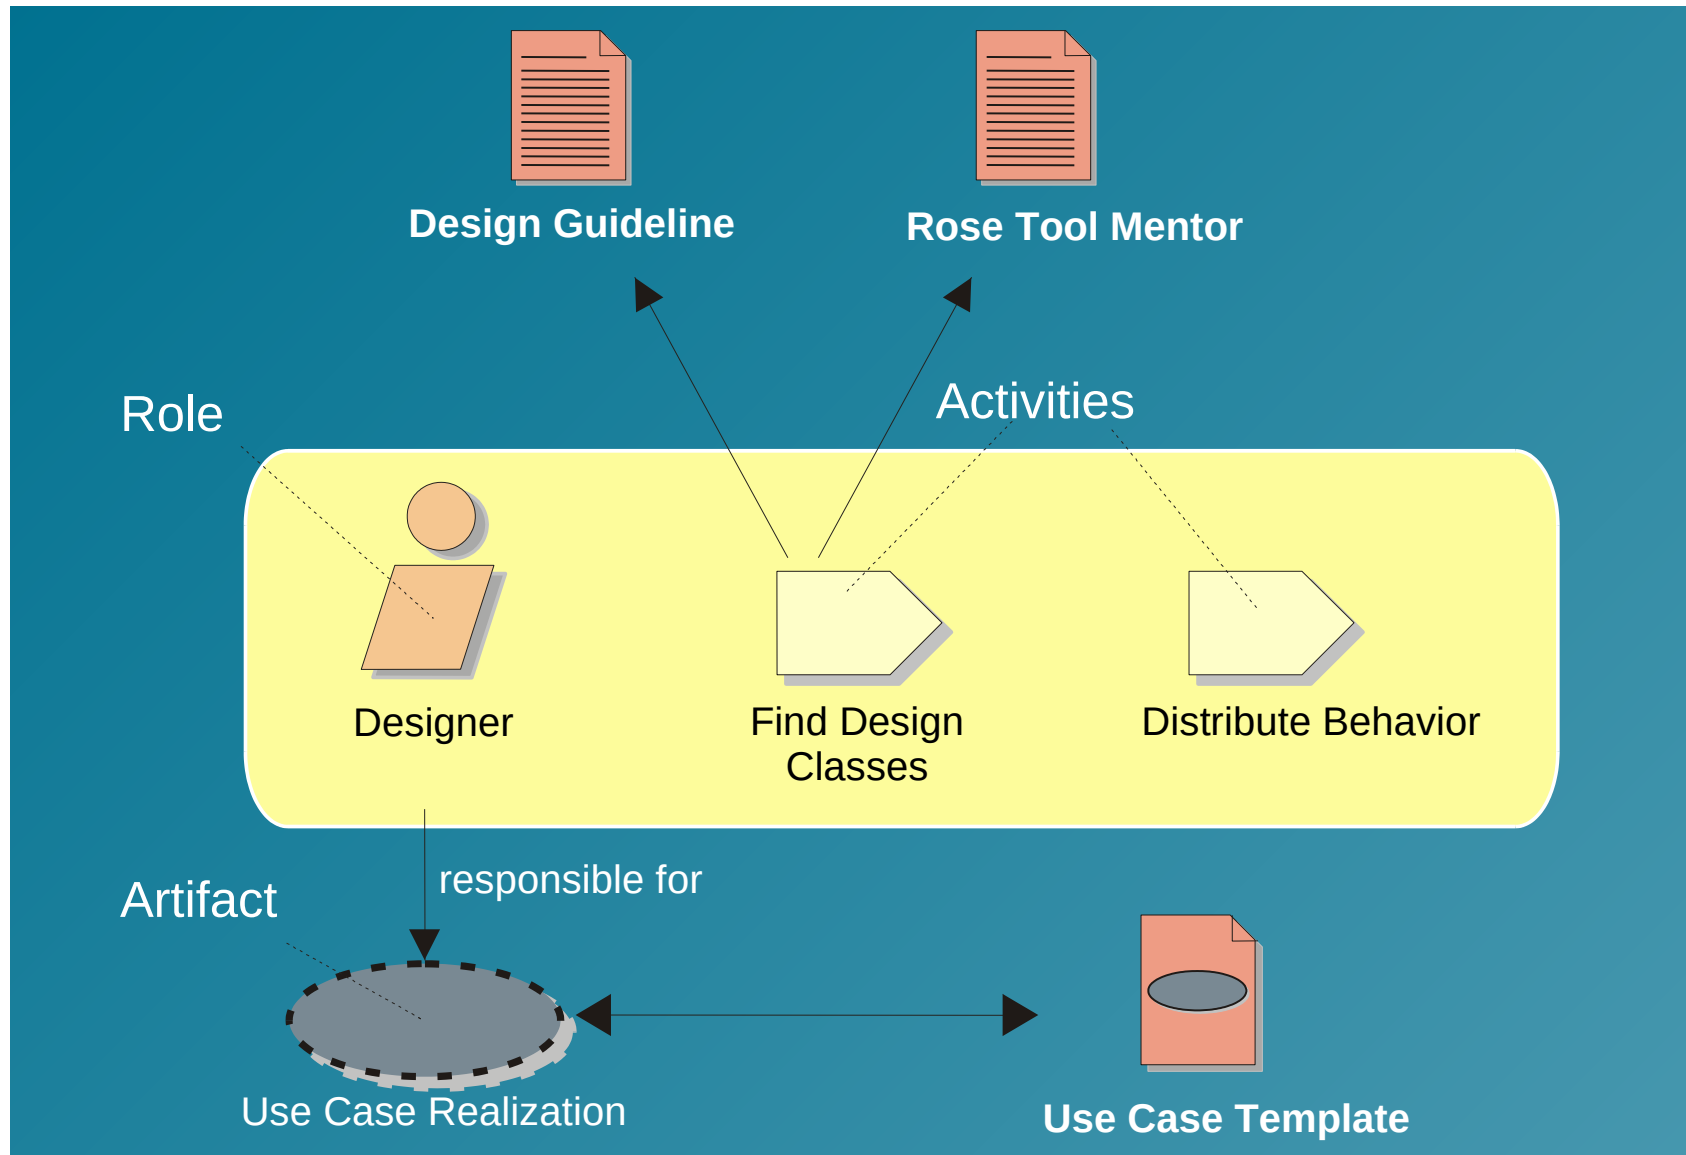 Design Guideline
Rose Tool Mentor
Role
Activities
Designer
Find Design
Classes
Distribute Behavior
responsible for
Artifact
Use Case Realization
Use Case Template